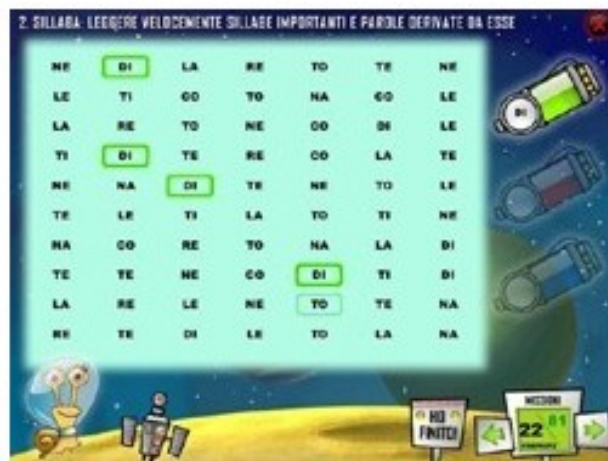 2. SILLABA: LEGGERE VELOCEMENTE SILLABE IMPORTANTI E PAROLE DERIVATE DA ESSE
NE DI LA RE TO TE NE
LE TI CO TO NA CO LE
LA RE TO NE CO DI LE
TI DI TE RE CO LA TE
NE NA DI TE NE TO LE
TE LE TI LA TO TI NE
NA CO RE TO NA LA DI
TE TE NE CO DI TI DI
LA RE LE NE TO TE NA
RE TE DI LE TO LA NA
DI
HO
FINITO!
MISSIONI
22 81